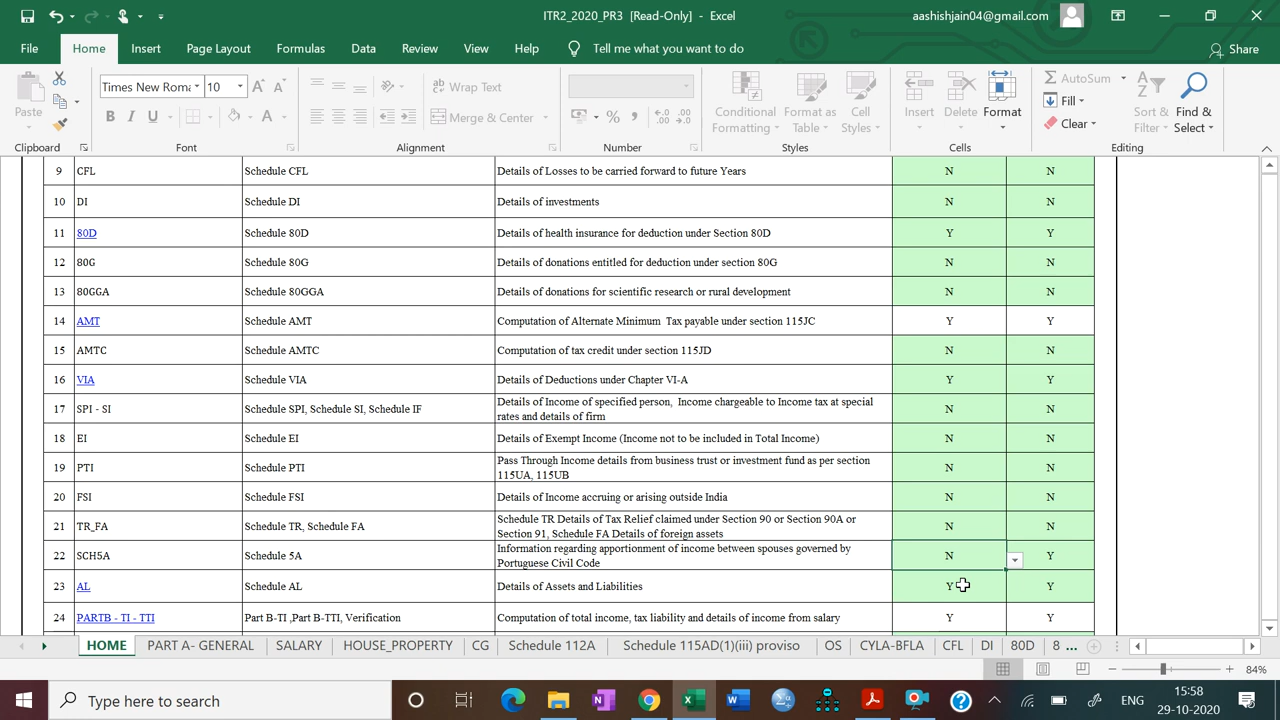 ITR2_2020_PR3 [Read-Only] - Excel
aashishjain04@gmail.com
File Home Insert Page Layout Formulas Data Review View Help Tell me what you want to do Share
Paste
Clipboard
Times New Roma 10
B I U
Font
Wrap Text
Merge & Center
Alignment
%
Number
Conditional Formatting
Format as Table
Cell Styles
Styles
Insert Delete Format
Cells
AutoSum
Fill
Clear
Sort & Filter
Find & Select
Editing
9 CFL Schedule CFL Details of Losses to be carried forward to future Years N N
10 DI Schedule DI Details of investments N N
11 80D Schedule 80D Details of health insurance for deduction under Section 80D Y Y
12 80G Schedule 80G Details of donations entitled for deduction under section 80G N N
13 80GGA Schedule 80GGA Details of donations for scientific research or rural development N N
14 AMT Schedule AMT Computation of Alternate Minimum Tax payable under section 115JC Y Y
15 AMTC Schedule AMTC Computation of tax credit under section 115JD N N
16 VIA Schedule VIA Details of Deductions under Chapter VI-A Y Y
17 SPI - SI Schedule SPI, Schedule SI, Schedule IF Details of Income of specified person, Income chargeable to Income tax at special N N
rates and details of firm
18 EI Schedule EI Details of Exempt Income (Income not to be included in Total Income) N N
19 PTI Schedule PTI Pass Through Income details from business trust or investment fund as per section N N
115UA, 115UB
20 FSI Schedule FSI Details of Income accruing or arising outside India N N
21 TR_FA Schedule TR, Schedule FA Schedule TR Details of Tax Relief claimed under Section 90 or Section 90A or N N
Section 91, Schedule FA Details of foreign assets
22 SCH5A Schedule 5A Information regarding apportionment of income between spouses governed by N Y
Portuguese Civil Code
23 AL Schedule AL Details of Assets and Liabilities Y Y
24 PARTB - TI - TTI Part B-TI ,Part B-TTI, Verification Computation of total income, tax liability and details of income from salary Y Y
HOME PART A- GENERAL SALARY HOUSE_PROPERTY CG Schedule 112A Schedule 115AD(1)(iii) proviso OS CYLA-BFLA CFL DI 80D 8 ...
84%
Type here to search
ENG
15:58
29-10-2020